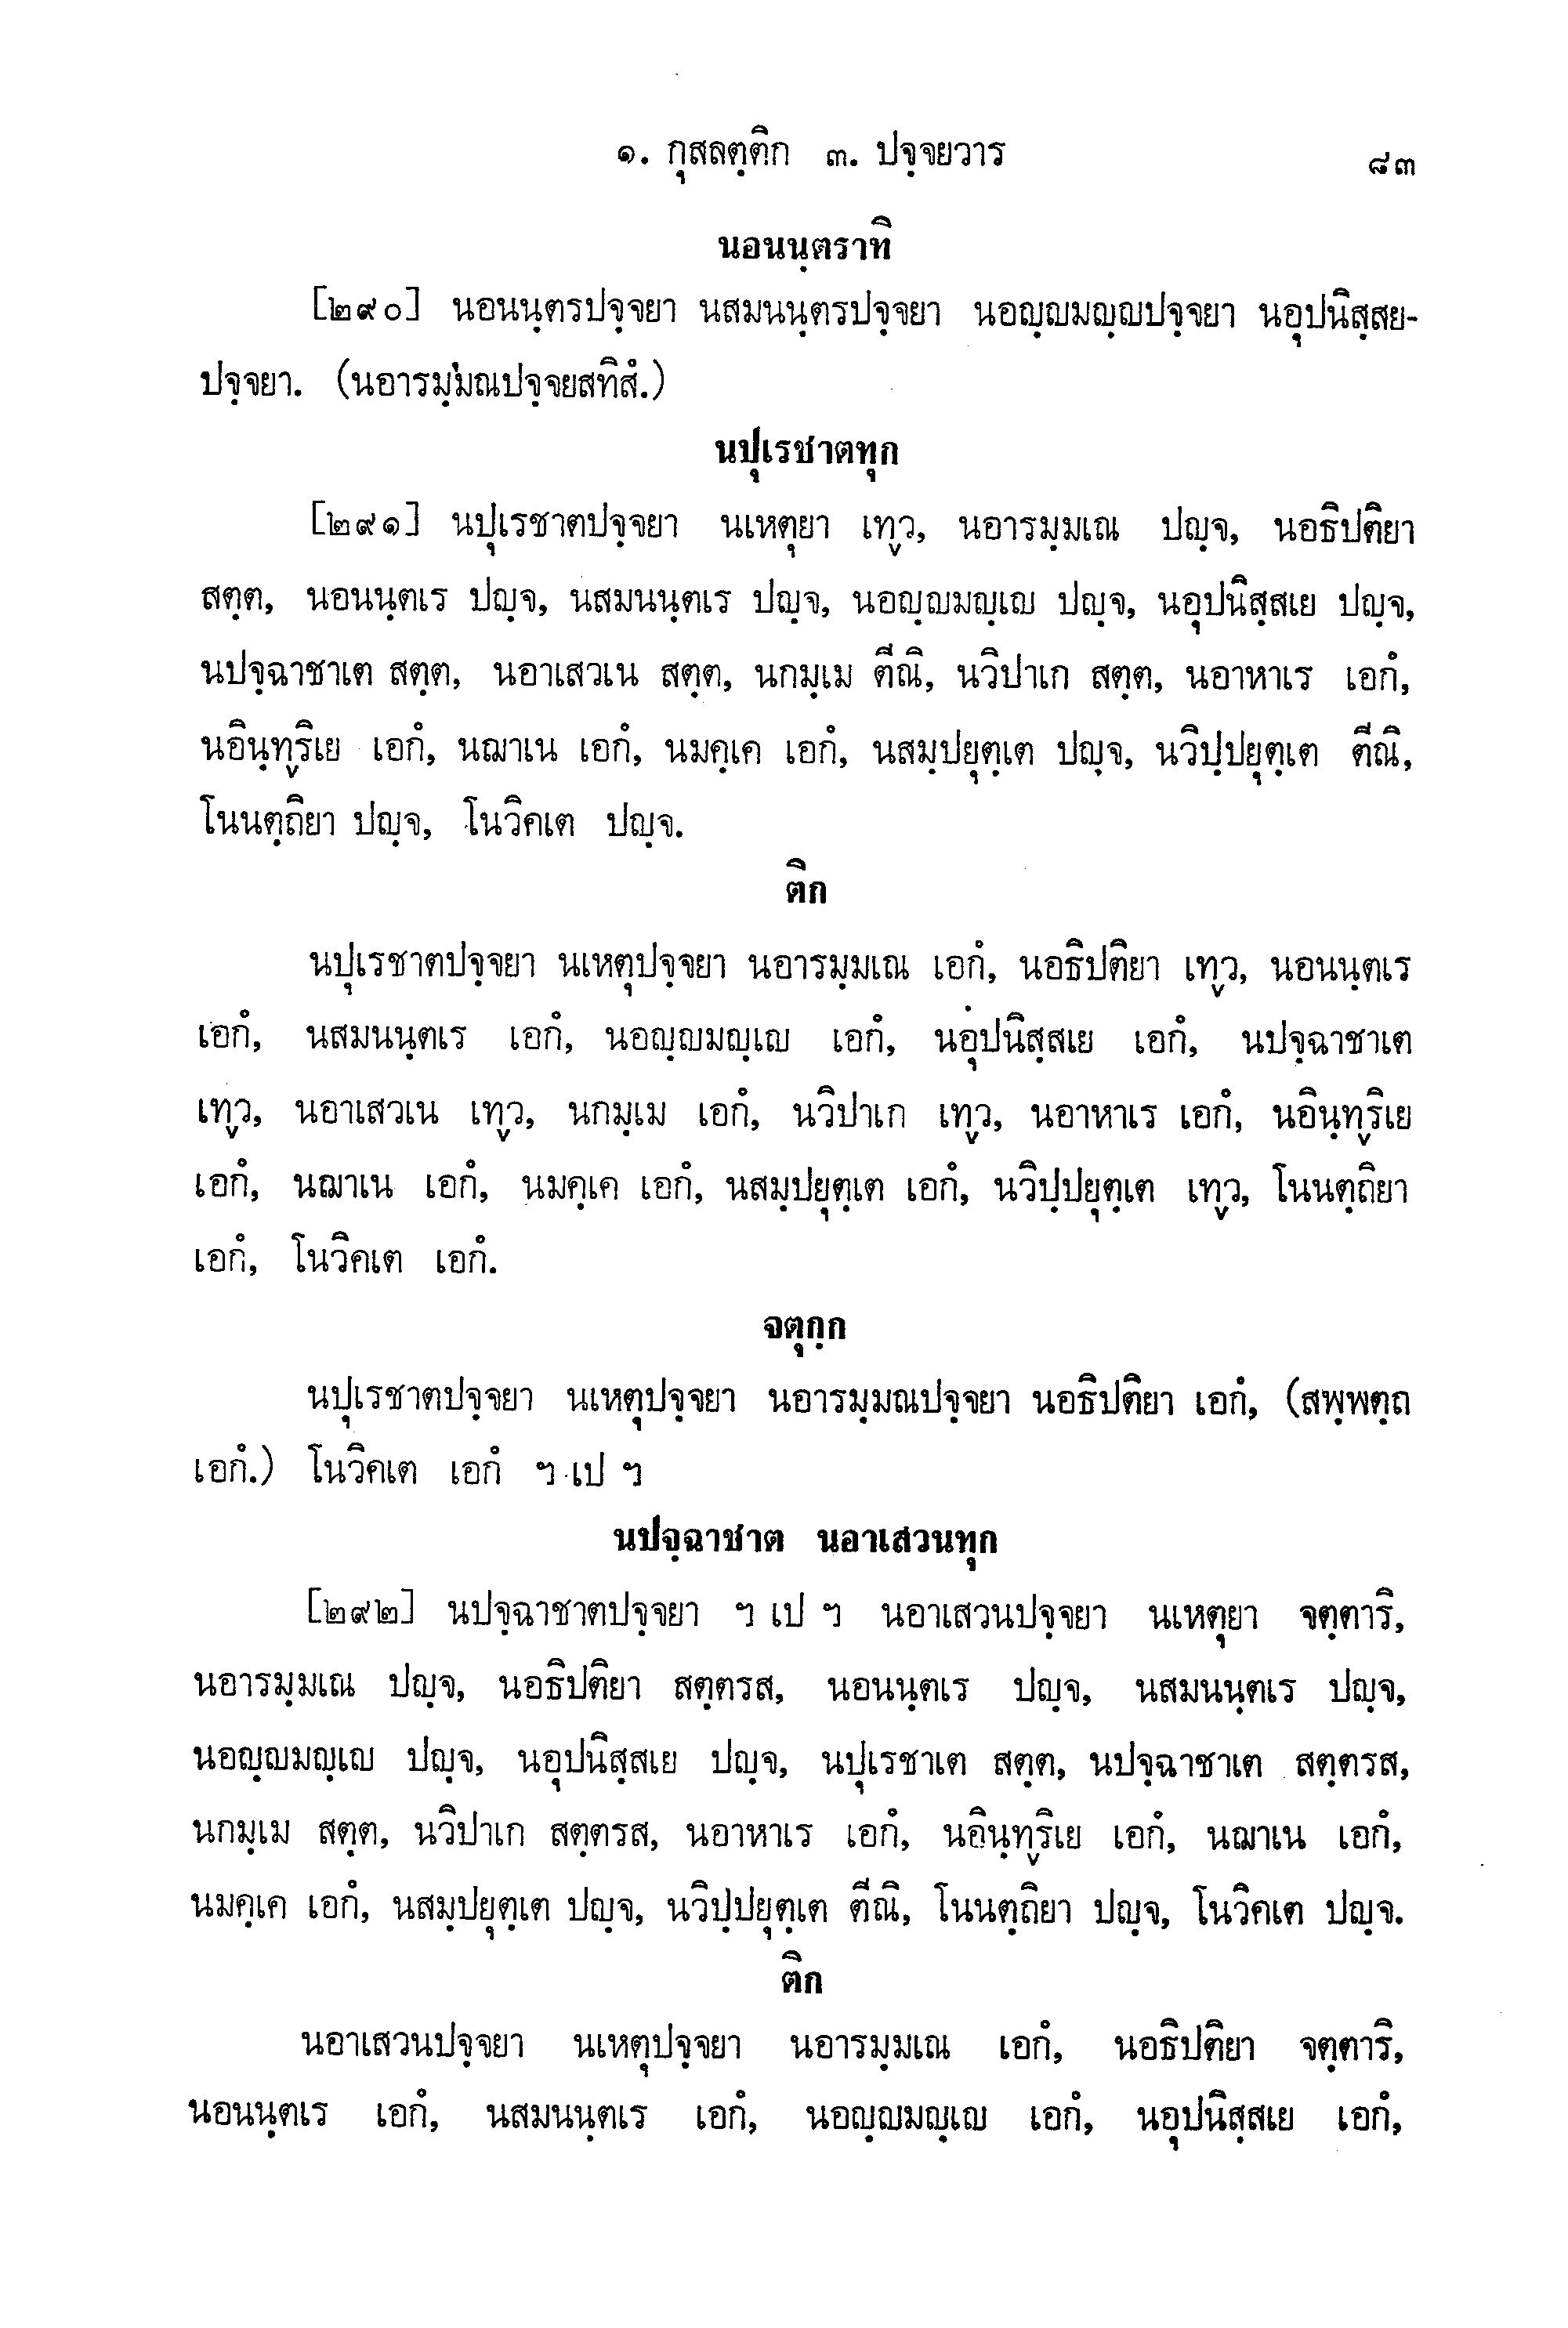 ๑. กุสลตฺติก ๓. ปจฺจยวาร ๘๓
นอนนฺตราทิ
[๒๙๐] นอนนฺตรปจฺจยา นสมนนฺตรปจฺจยา นอญฺญมญฺญปจฺจยา นอุปนิสฺสย-
ปจฺจยา. (นอารมฺมณปจฺจยสทิสํ.)
นปุเรชาตทุก
[๒๙๑] นปุเรชาตปจฺจยา นเหตุยา เทฺว, นอารมฺมเณ ปญฺจ, นอธิปติยา
สตฺต, นอนนฺตเร ปญฺจ, นสมนนฺตเร ปญฺจ, นอญฺญมญฺเญ ปญฺจ, นอุปนิสฺสเย ปญฺจ,
นปจฺฉาชาเต สตฺต, นอาเสวเน สตฺต, นกมฺเม ตีณิ, นวิปาเก สตฺต, นอาหาเร เอกํ,
นอินฺทฺริเย เอกํ, นฌาเน เอกํ, นมคฺเค เอกํ, นสมฺปยุตฺเต ปญฺจ, นวิปฺปยุตฺเต ตีณิ,
โนนตฺถิยา ปญฺจ, โนวิคเต ปญฺจ.
ติก
นปุเรชาตปจฺจยา นเหตุปจฺจยา นอารมฺมเณ เอกํ, นอธิปติยา เทฺว, นอนนฺตเร
เอกํ, นสมนนฺตเร เอกํ, นอญฺญมญฺเญ เอกํ, นอุปนิสฺสเย เอกํ, นปจฺฉาชาเต
เทฺว, นอาเสวเน เทฺว, นกมฺเม เอกํ, นวิปาเก เทฺว, นอาหาเร เอกํ, นอินฺทฺริเย
เอกํ, นฌาเน เอกํ, นมคฺเค เอกํ, นสมฺปยุตฺเต เอกํ, นวิปฺปยุตฺเต เทฺว, โนนตฺถิยา
เอกํ, โนวิคเต เอกํ.
จตุกฺก
นปุเรชาตปจฺจยา นเหตุปจฺจยา นอารมฺมณปจฺจยา นอธิปติยา เอกํ, (สพฺพตฺถ
เอกํ.) โนวิคเต เอกํ ฯ เป ฯ
นปจฺฉาชาต นอาเสวนทุก
[๒๙๒] นปจฺฉาชาตปจฺจยา ฯ เป ฯ นอาเสวนปจฺจยา นเหตุยา จตฺตาริ,
นอารมฺมเณ ปญฺจ, นอธิปติยา สตฺตรส, นอนนฺตเร ปญฺจ, นสมนนฺตเร ปญฺจ,
นอญฺญมญฺเญ ปญฺจ, นอุปนิสฺสเย ปญฺจ, นปุเรชาเต สตฺต, นปจฺฉาชาเต สตฺตรส,
นกมฺเม สตฺต, นวิปาเก สตฺตรส, นอาหาเร เอกํ, นอินฺทฺริเย เอกํ, นฌาเน เอกํ,
นมคฺเค เอกํ, นสมฺปยุตฺเต ปญฺจ, นวิปฺปยุตฺเต ตีณิ, โนนตฺถิยา ปญฺจ, โนวิคเต ปญฺจ.
ติก
นอาเสวนปจฺจยา นเหตุปจฺจยา นอารมฺมเณ เอกํ, นอธิปติยา จตฺตาริ,
นอนนฺตเร เอกํ, นสมนนฺตเร เอกํ, นอญฺญมญฺเญ เอกํ, นอุปนิสฺสเย เอกํ,